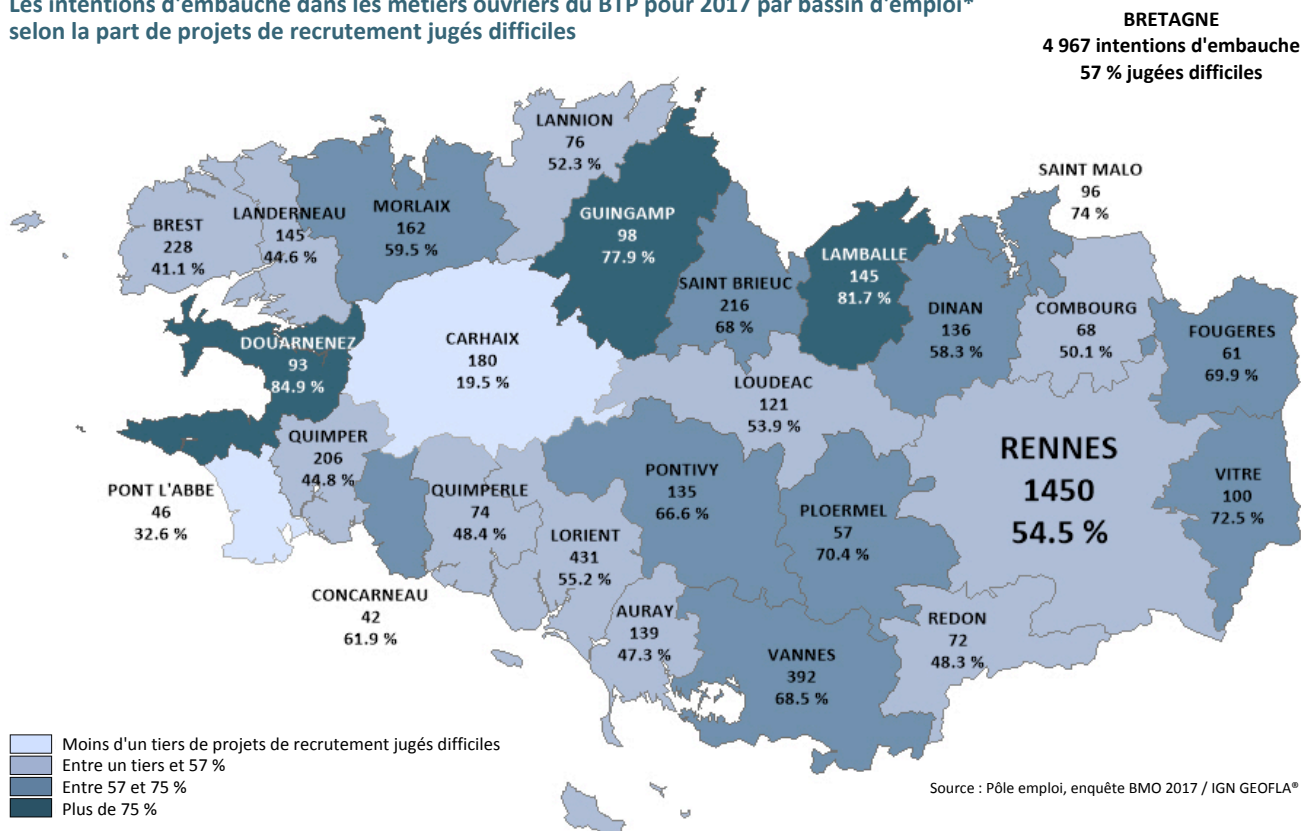 Les intentions d'embauche dans les métiers ouvriers du BTP pour 2017 par bassin d'emploi*
selon la part de projets de recrutement jugés difficiles
BRETAGNE
4 967 intentions d'embauche
57 % jugées difficiles
LANNION
76
52.3 %
SAINT MALO
96
74 %
BREST
228
41.1 %
LANDERNEAU
145
44.6 %
MORLAIX
162
59.5 %
GUINGAMP
98
77.9 %
SAINT BRIEUC
216
68 %
LAMBALLE
145
81.7 %
DINAN
136
58.3 %
COMBOURG
68
50.1 %
FOUGERES
61
69.9 %
DOUARNENEZ
93
84.9 %
CARHAIX
180
19.5 %
LOUDEAC
121
53.9 %
QUIMPER
206
44.8 %
RENNES
1450
54.5 %
VITRE
100
72.5 %
PONT L'ABBE
46
32.6 %
QUIMPERLE
74
48.4 %
PONTIVY
135
66.6 %
PLOERMEL
57
70.4 %
LORIENT
431
55.2 %
CONCARNEAU
42
61.9 %
AURAY
139
47.3 %
VANNES
392
68.5 %
REDON
72
48.3 %
Moins d'un tiers de projets de recrutement jugés difficiles
Entre un tiers et 57 %
Entre 57 et 75 %
Plus de 75 %
Source : Pôle emploi, enquête BMO 2017 / IGN GEOFLA®